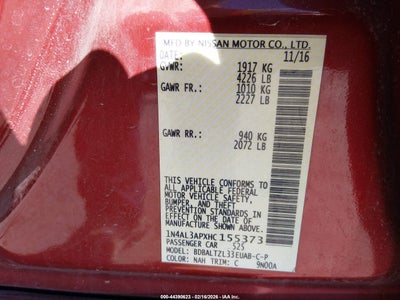 MFD BY NISSAN MOTOR CO., LTD.
DATE: 11/16
GVWR: 1917 KG
4226 LB
GAWR FR.: 1010 KG
2227 LB
GAWR RR.: 940 KG
2072 LB
THIS VEHICLE CONFORMS TO
ALL APPLICABLE FEDERAL
MOTOR VEHICLE SAFETY,
BUMPER, AND THEFT
PREVENTION STANDARDS IN
EFFECT ON THE DATE OF
MANUFACTURE SHOWN ABOVE.
1N4AL3APXHC155373
PASSENGER CAR 525
MODEL: BDBALTZL33EUAB-C-P
COLOR: NAH TRIM: C 9N00A
000-44390623 - 02/16/2026 - IAAI.COM